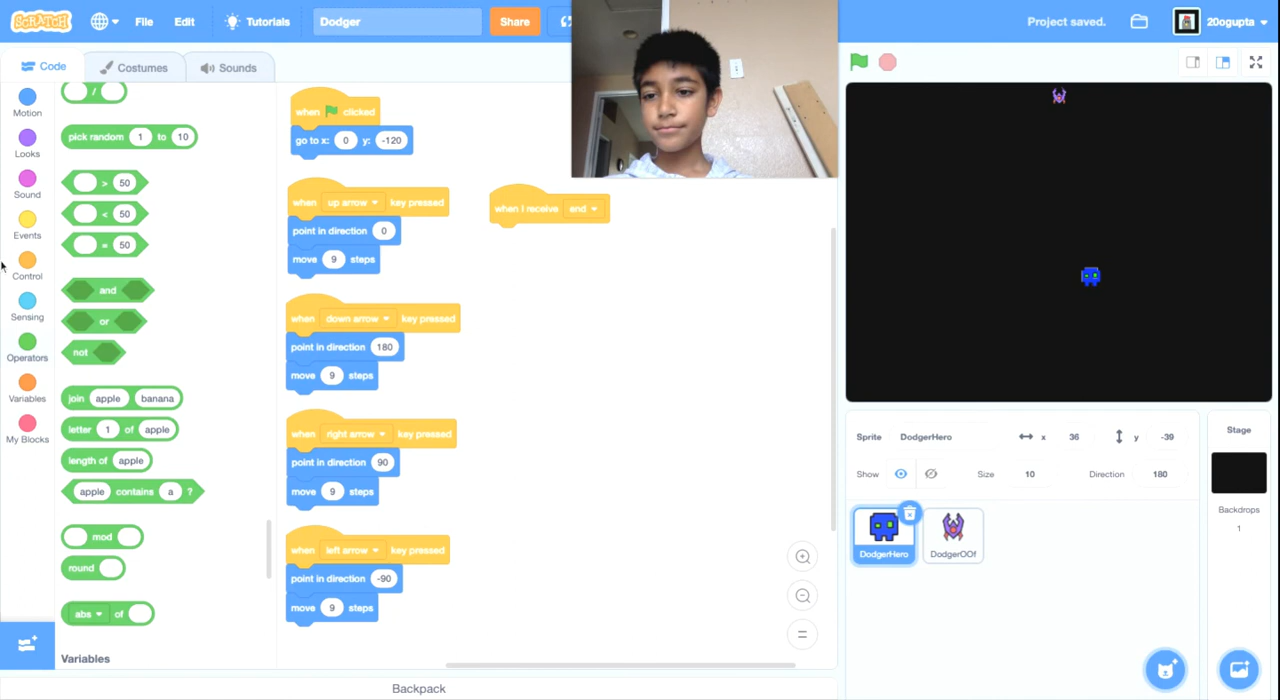 SCRATCH
File
Edit
Tutorials
Dodger
Share
Project saved.
20ogupta
Code
Costumes
Sounds
Motion
Looks
Sound
Events
Control
Sensing
Operators
Variables
My Blocks
/
pick random 1 to 10
> 50
< 50
= 50
and
or
not
join apple banana
letter 1 of apple
length of apple
apple contains a ?
mod
round
abs of
Variables
when clicked
go to x: 0 y: -120
when up arrow key pressed
point in direction 0
move 9 steps
when down arrow key pressed
point in direction 180
move 9 steps
when right arrow key pressed
point in direction 90
move 9 steps
when left arrow key pressed
point in direction -90
move 9 steps
when I receive end
Backpack
Sprite DodgerHero x 36 y -39
Show Size 10 Direction 180
DodgerHero
DodgerOOf
Stage
Backdrops
1